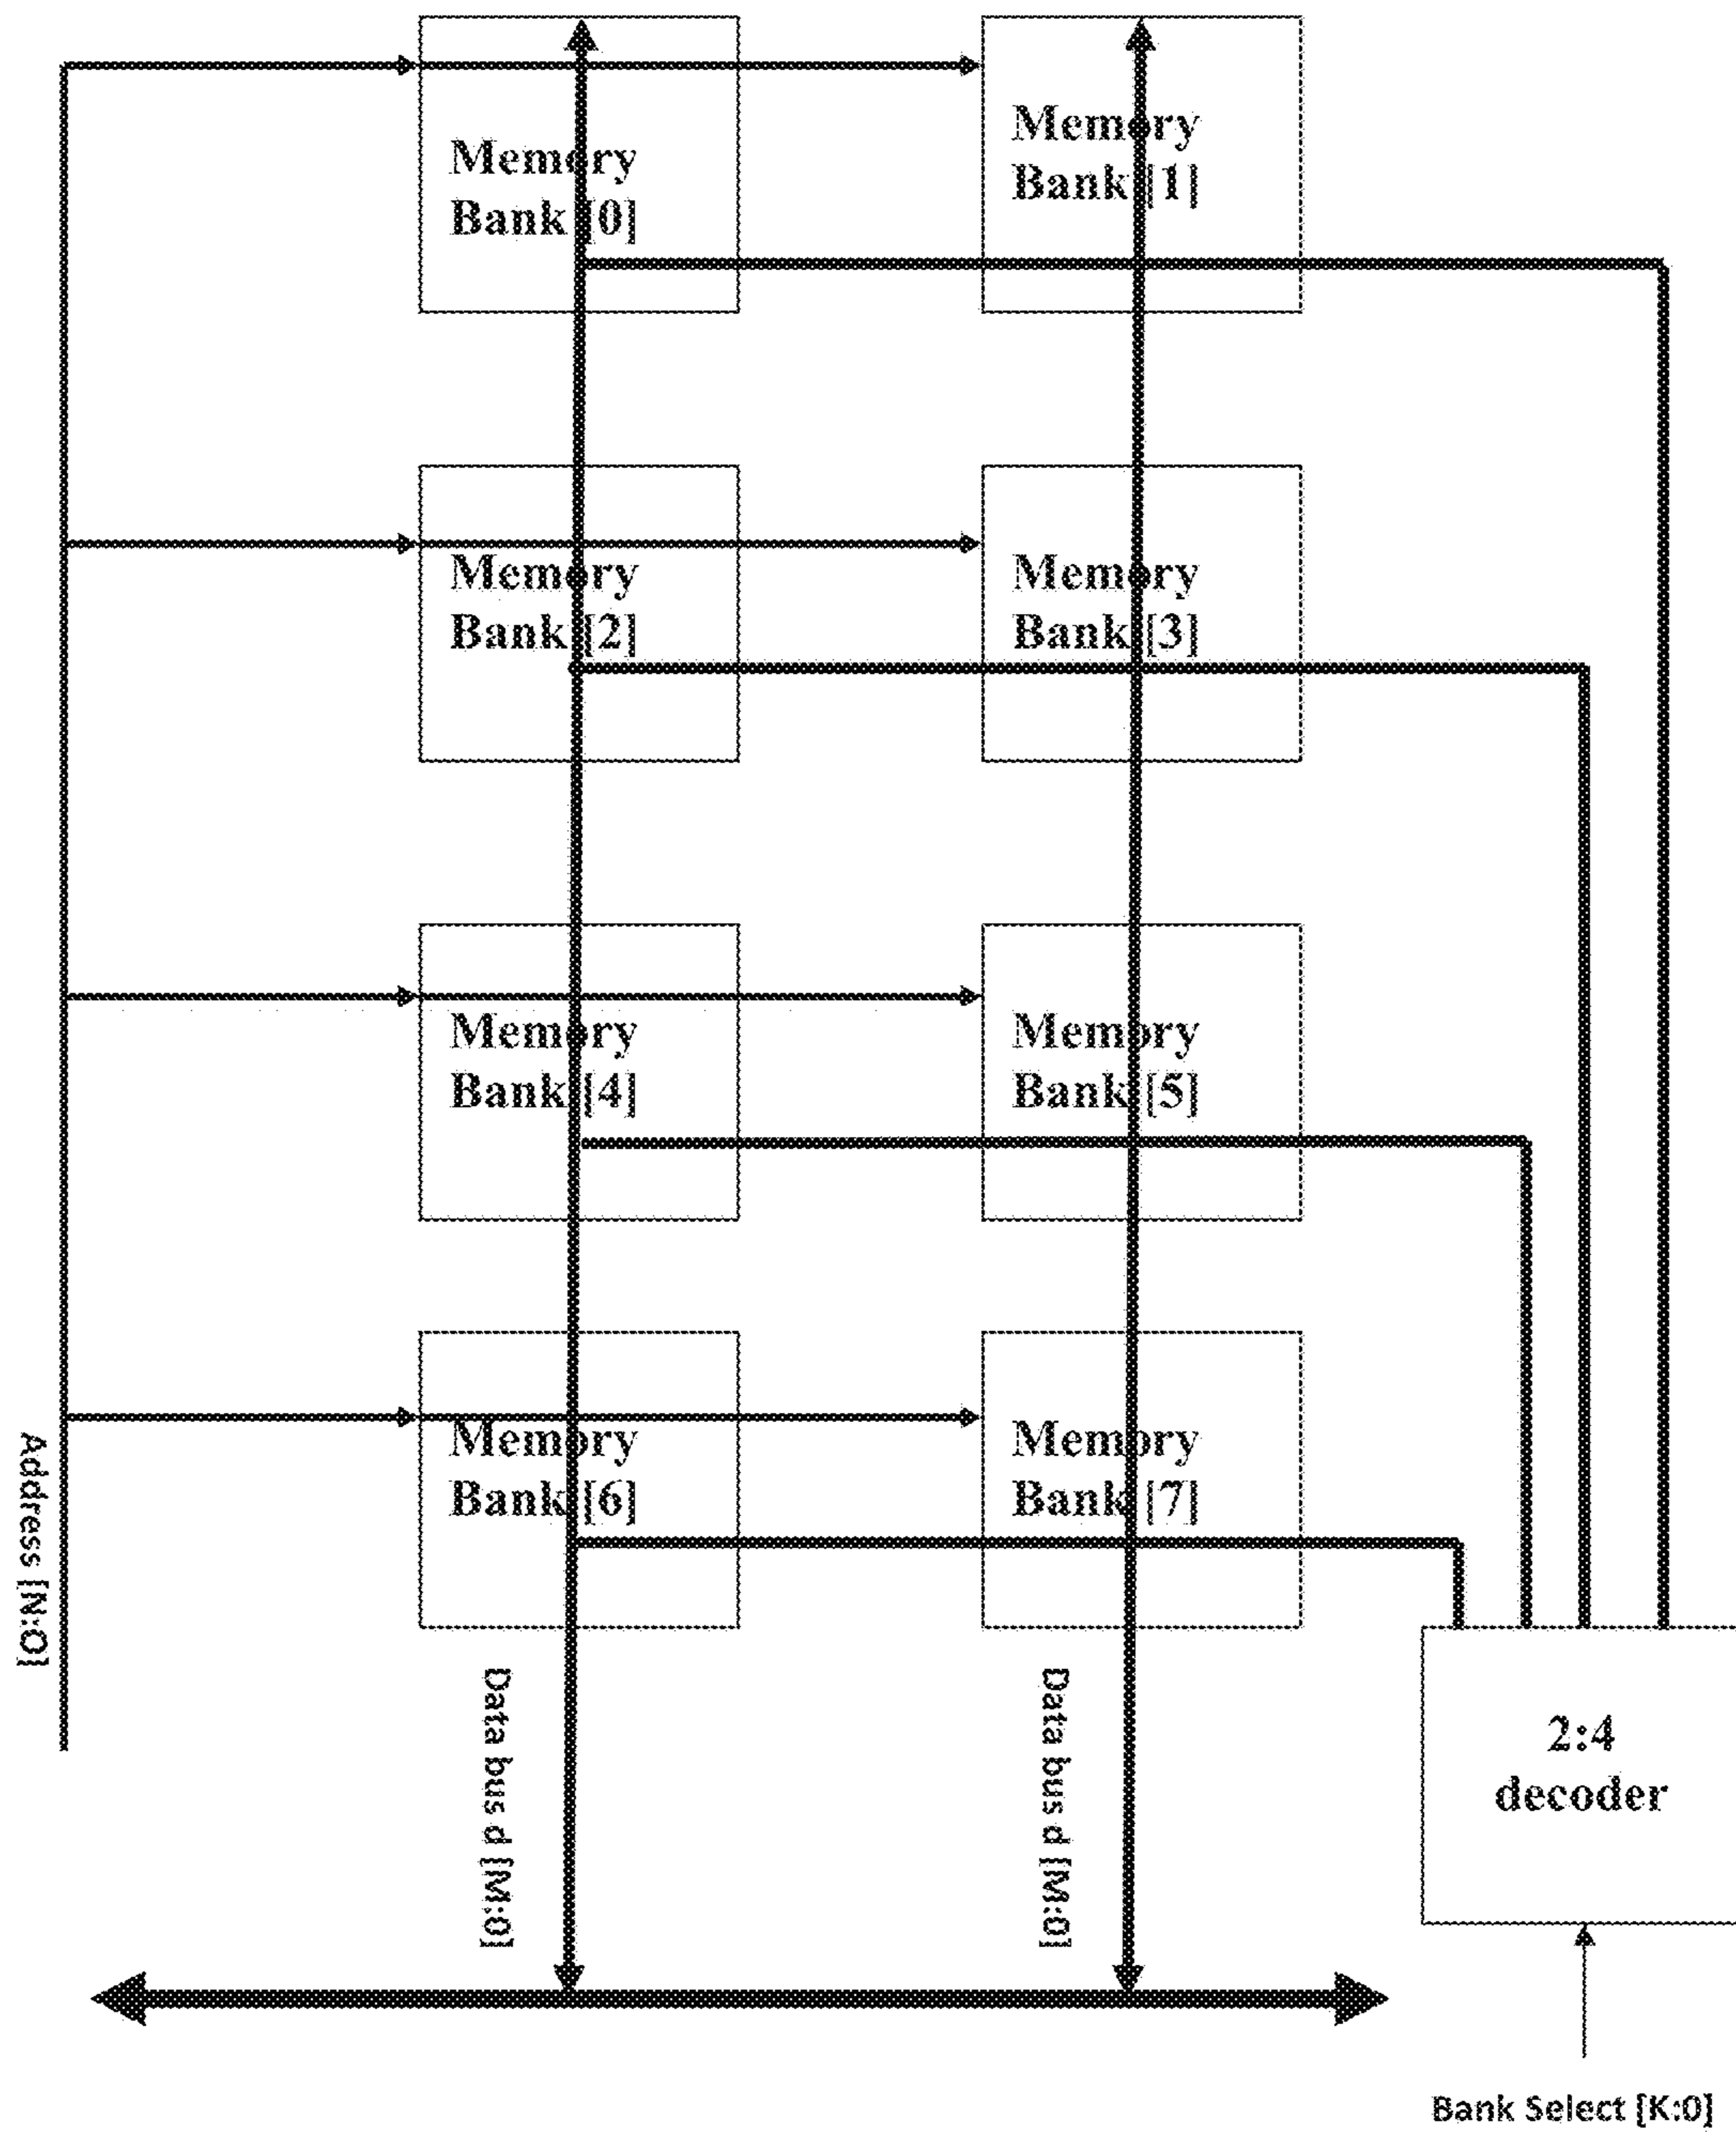 Memory
Bank [0]
Memory
Bank [1]
Memory
Bank [2]
Memory
Bank [3]
Memory
Bank [4]
Memory
Bank [5]
Memory
Bank [6]
Memory
Bank [7]
Address [N:O]
Data bus d [M:0]
Data bus d [M:0]
2:4
decoder
Bank Select [K:0]